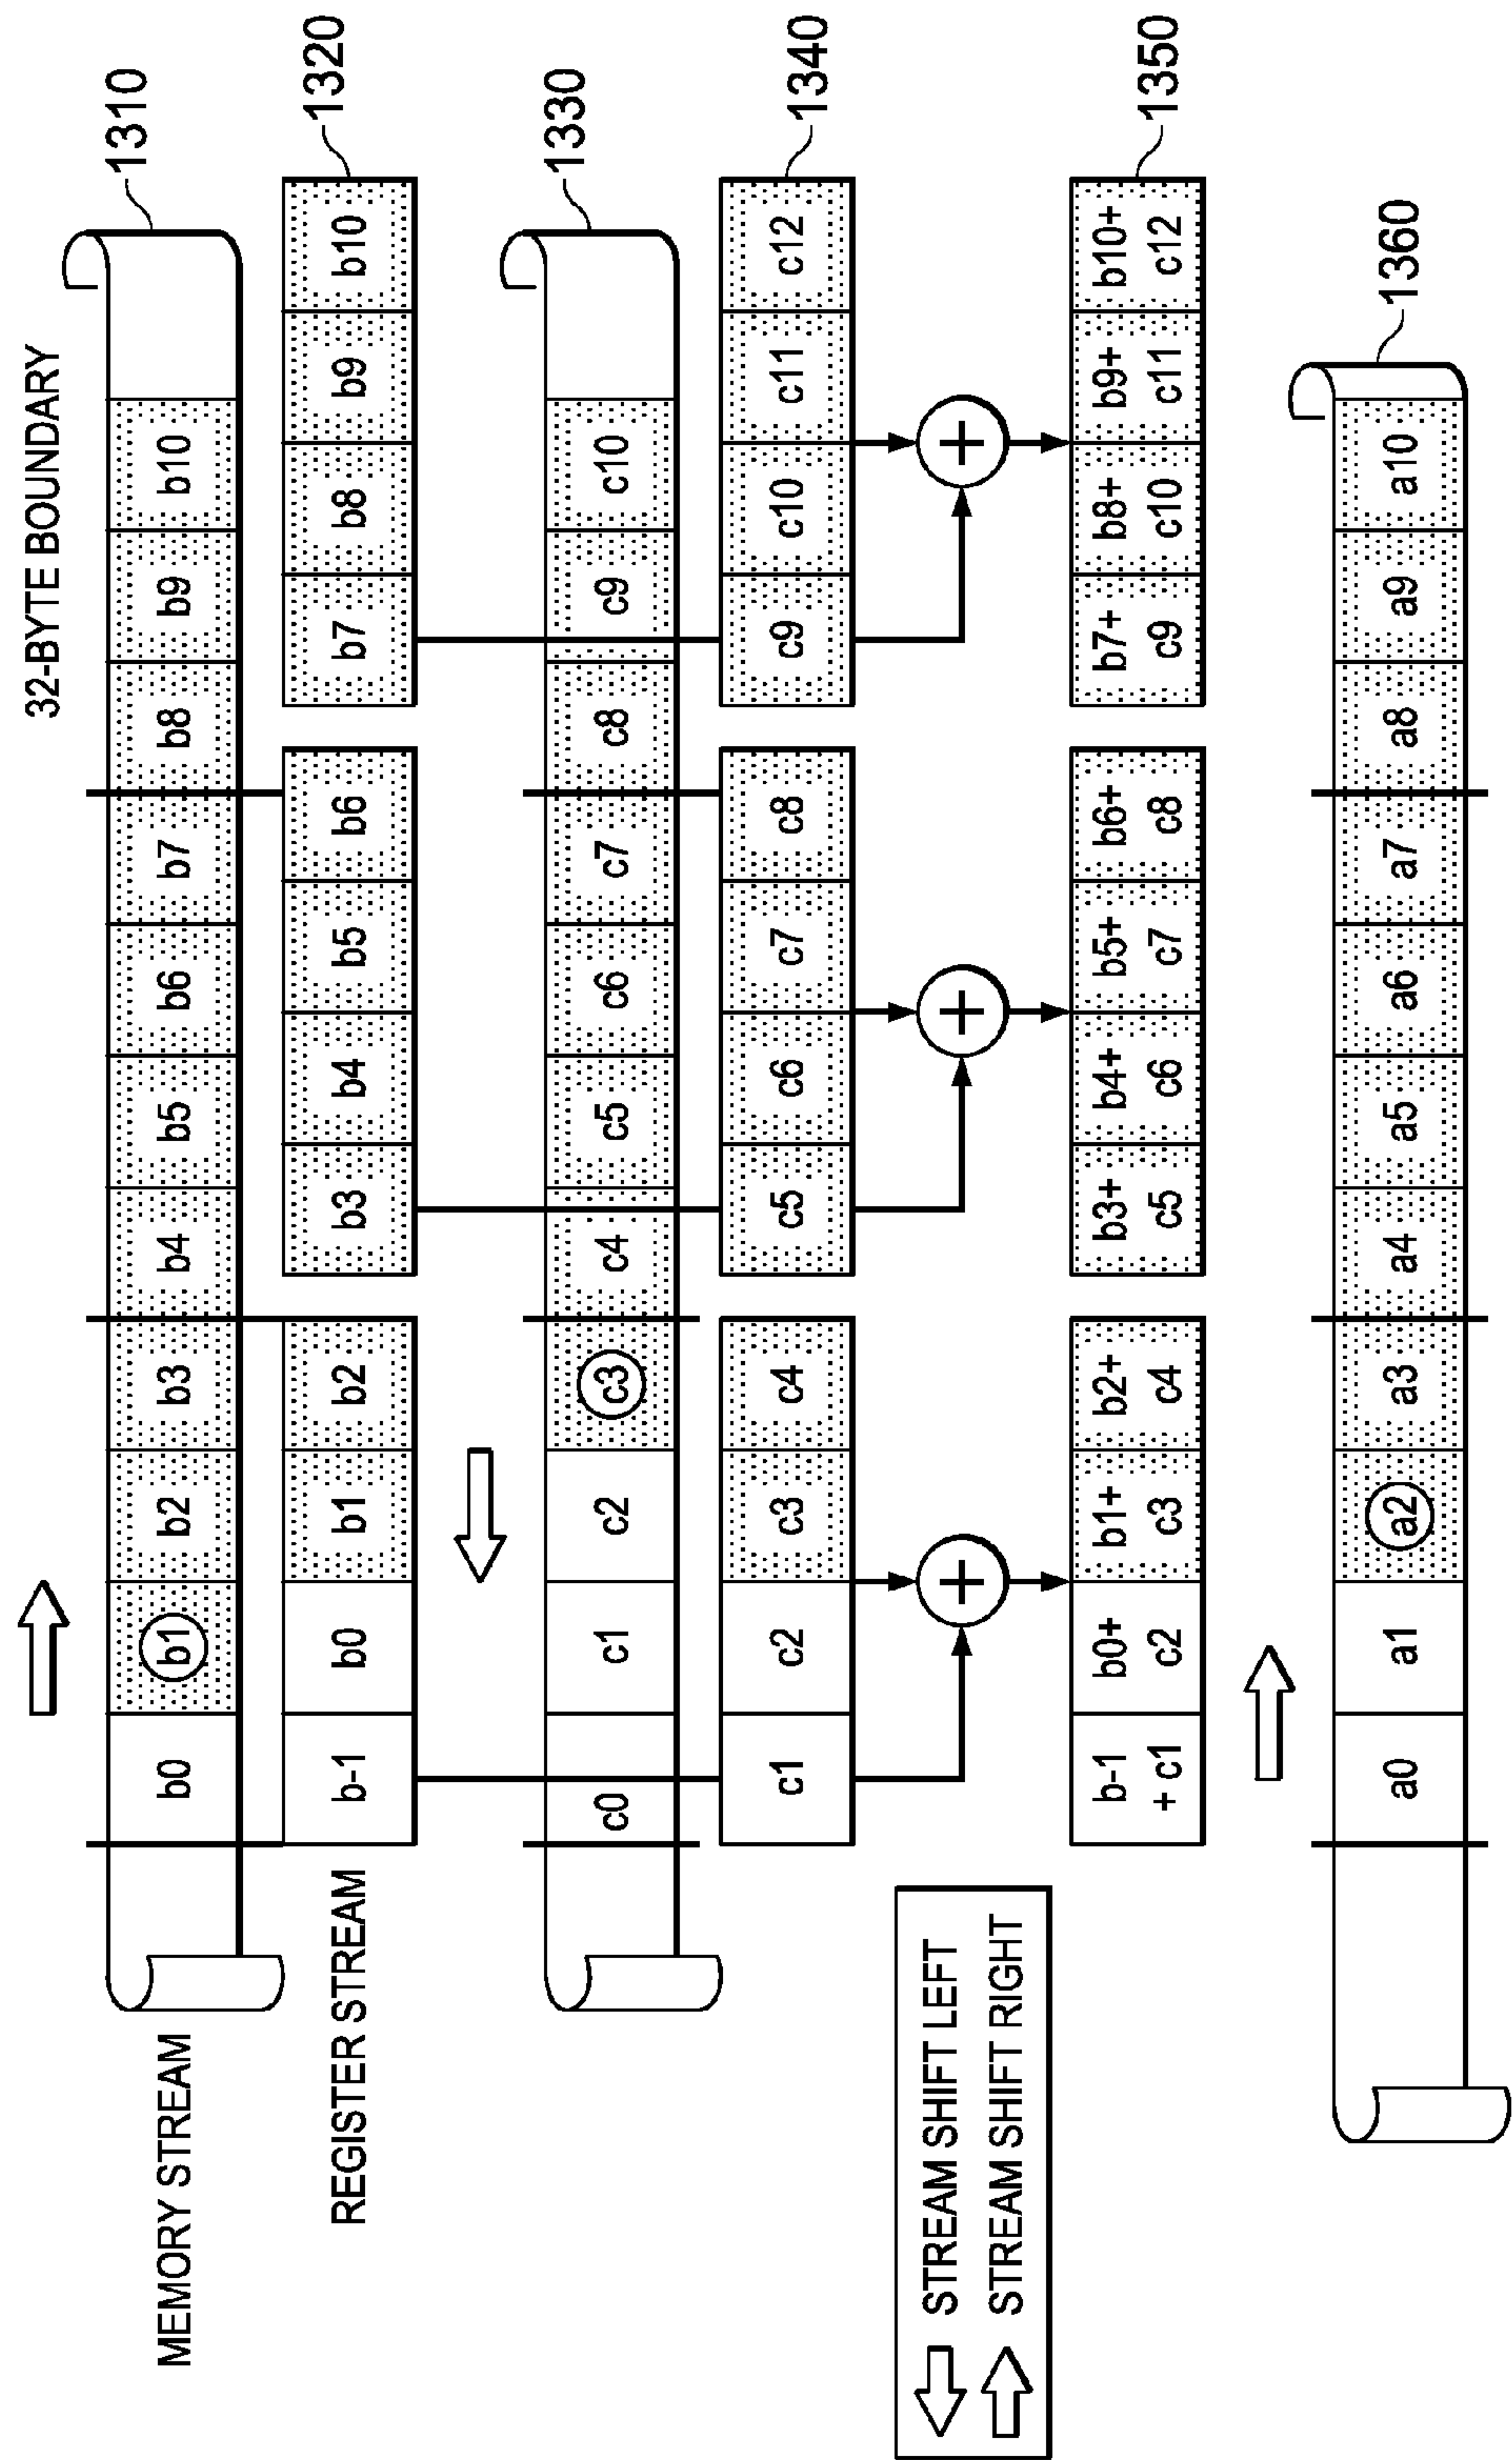 32-BYTE BOUNDARY
MEMORY STREAM b0 b1 b2 b3 b4 b5 b6 b7 b8 b9 b10 1310
REGISTER STREAM b-1 b0 b1 b2 b3 b4 b5 b6 b7 b8 b9 b10 1320
c0 c1 c2 c3 c4 c5 c6 c7 c8 c9 c10 1330
c1 c2 c3 c4 c5 c6 c7 c8 c9 c10 c11 c12 1340
STREAM SHIFT LEFT
STREAM SHIFT RIGHT
+ + +
b-1 b0+ b1+ b2+ b3+ b4+ b5+ b6+ b7+ b8+ b9+ b10+ 1350
+ c1 c2 c3 c4 c5 c6 c7 c8 c9 c10 c11 c12
a0 a1 a2 a3 a4 a5 a6 a7 a8 a9 a10 1360